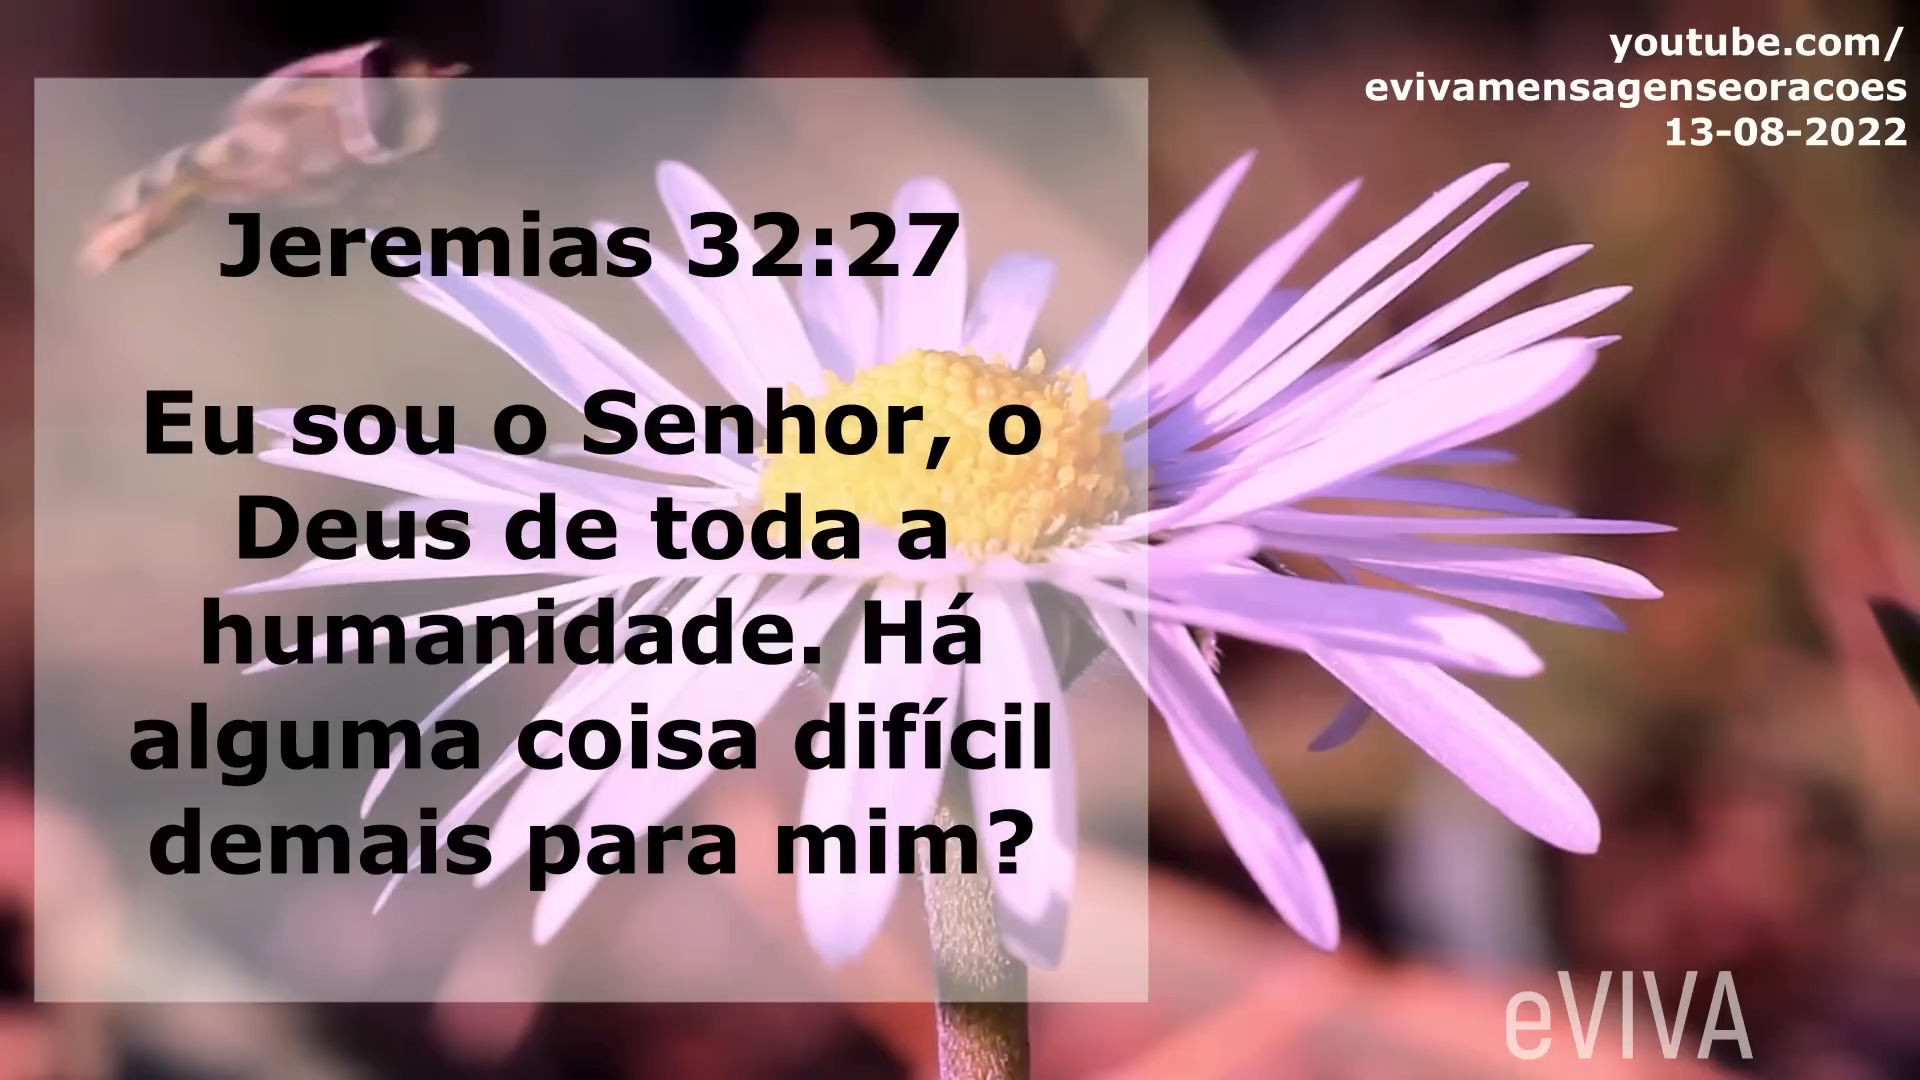 youtube.com/
evivamensagenseoracoes
13-08-2022
Jeremias 32:27
Eu sou o Senhor, o
Deus de toda a
humanidade. Há
alguma coisa difícil
demais para mim?
eVIVA